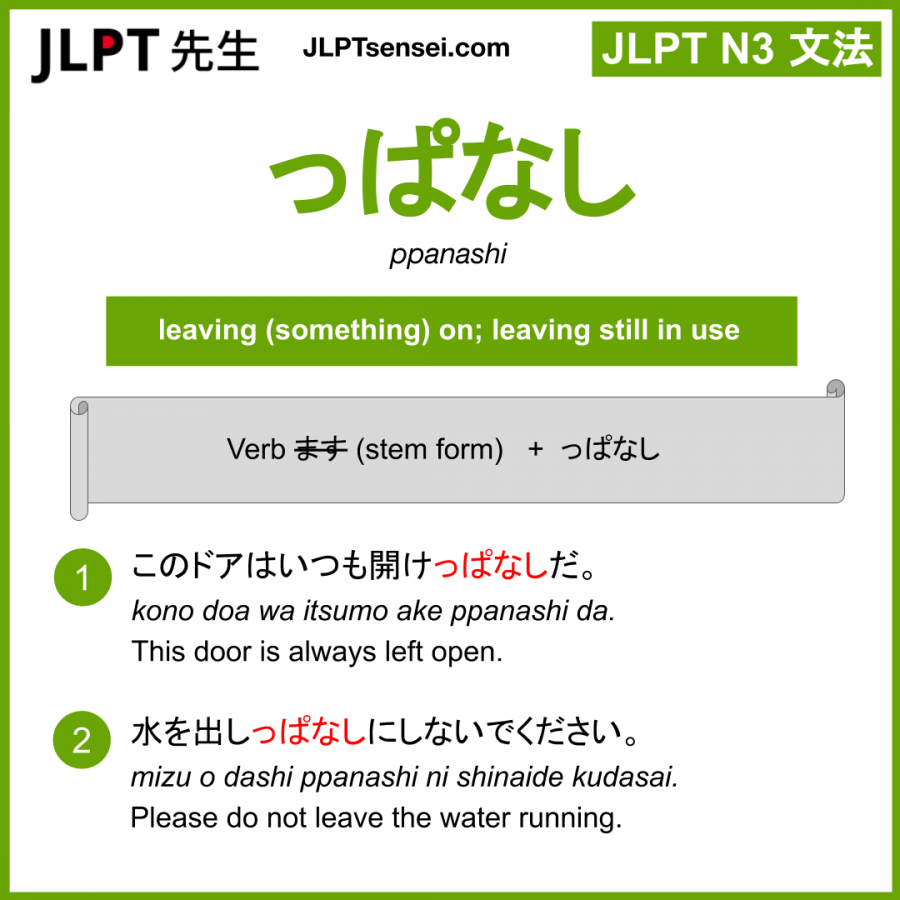 JLPT 先生
JLPTsensei.com
JLPT N3 文法
っぱなし
ppanashi
leaving (something) on; leaving still in use
Verb ます (stem form) + っぱなし
1
このドアはいつも開けっぱなしだ。
kono doa wa itsumo ake ppanashi da.
This door is always left open.
2
水を出しっぱなしにしないでください。
mizu o dashi ppanashi ni shinaide kudasai.
Please do not leave the water running.